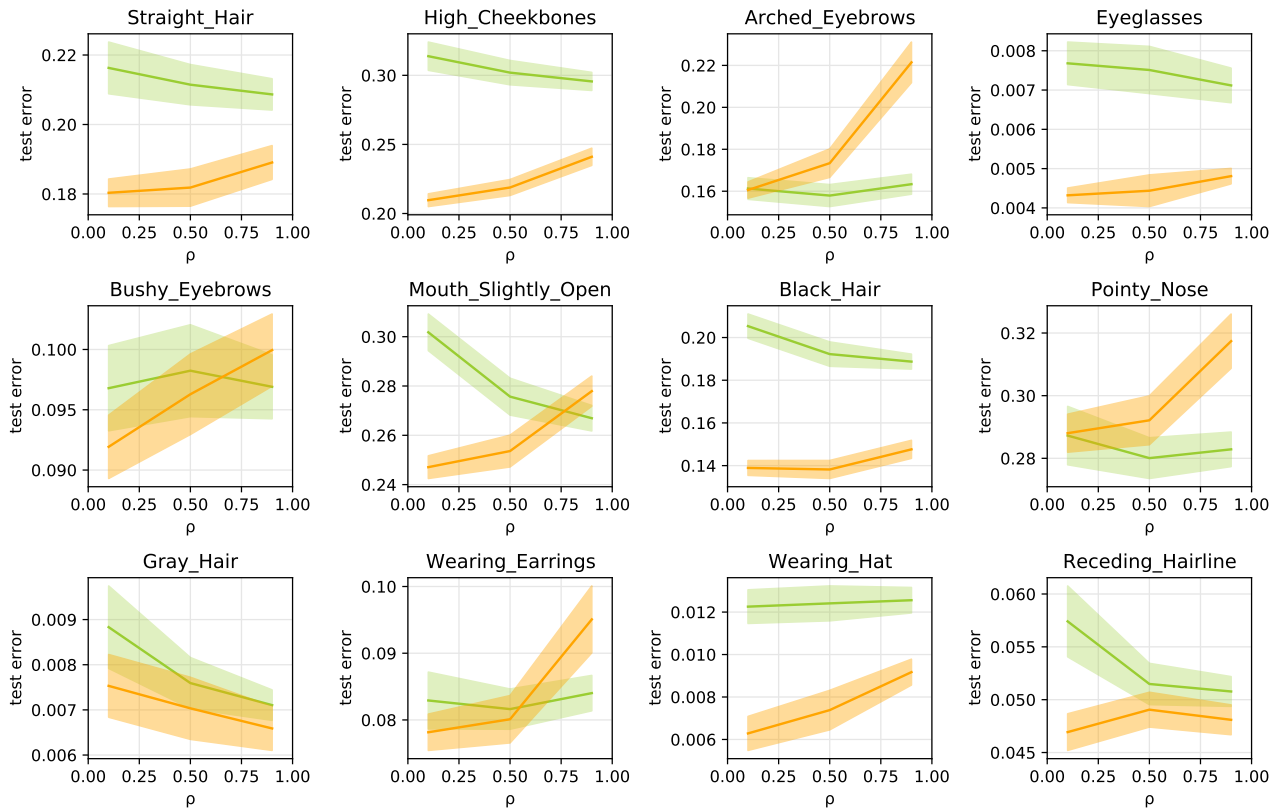 Straight_Hair High_Cheekbones Arched_Eyebrows Eyeglasses
test error 0.22 0.20 0.18 0.00 0.25 0.50 0.75 1.00 ρ
test error 0.30 0.25 0.20 0.00 0.25 0.50 0.75 1.00 ρ
test error 0.22 0.20 0.18 0.16 0.00 0.25 0.50 0.75 1.00 ρ
test error 0.008 0.007 0.006 0.005 0.004 0.00 0.25 0.50 0.75 1.00 ρ
Bushy_Eyebrows Mouth_Slightly_Open Black_Hair Pointy_Nose
test error 0.100 0.095 0.090 0.00 0.25 0.50 0.75 1.00 ρ
test error 0.30 0.28 0.26 0.24 0.00 0.25 0.50 0.75 1.00 ρ
test error 0.20 0.18 0.16 0.14 0.00 0.25 0.50 0.75 1.00 ρ
test error 0.32 0.30 0.28 0.00 0.25 0.50 0.75 1.00 ρ
Gray_Hair Wearing_Earrings Wearing_Hat Receding_Hairline
test error 0.009 0.008 0.007 0.006 0.00 0.25 0.50 0.75 1.00 ρ
test error 0.10 0.09 0.08 0.00 0.25 0.50 0.75 1.00 ρ
test error 0.012 0.010 0.008 0.006 0.00 0.25 0.50 0.75 1.00 ρ
test error 0.060 0.055 0.050 0.045 0.00 0.25 0.50 0.75 1.00 ρ